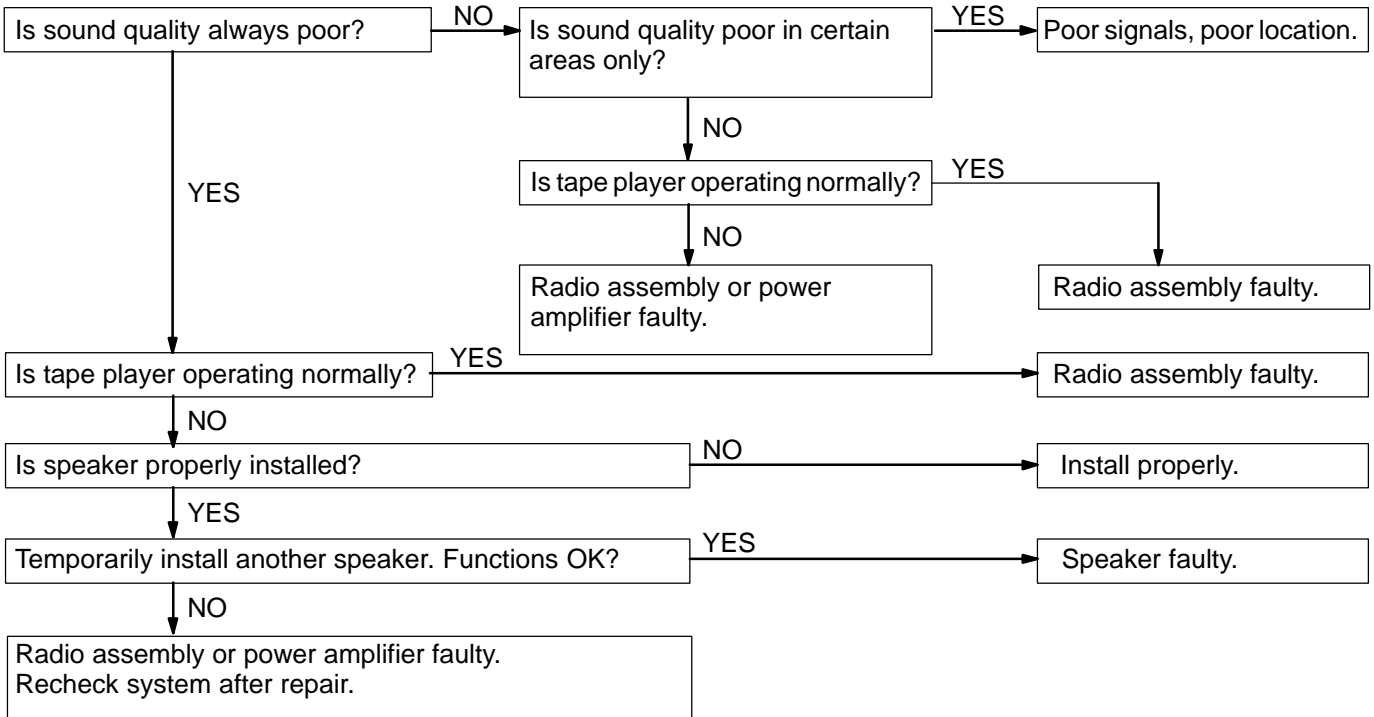 Is sound quality always poor?
NO
Is sound quality poor in certain
areas only?
YES
Poor signals, poor location.
NO
YES
Is tape player operating normally?
YES
NO
Radio assembly or power
amplifier faulty.
Radio assembly faulty.
Is tape player operating normally?
YES
Radio assembly faulty.
NO
Is speaker properly installed?
NO
Install properly.
YES
Temporarily install another speaker. Functions OK?
YES
Speaker faulty.
NO
Radio assembly or power amplifier faulty.
Recheck system after repair.